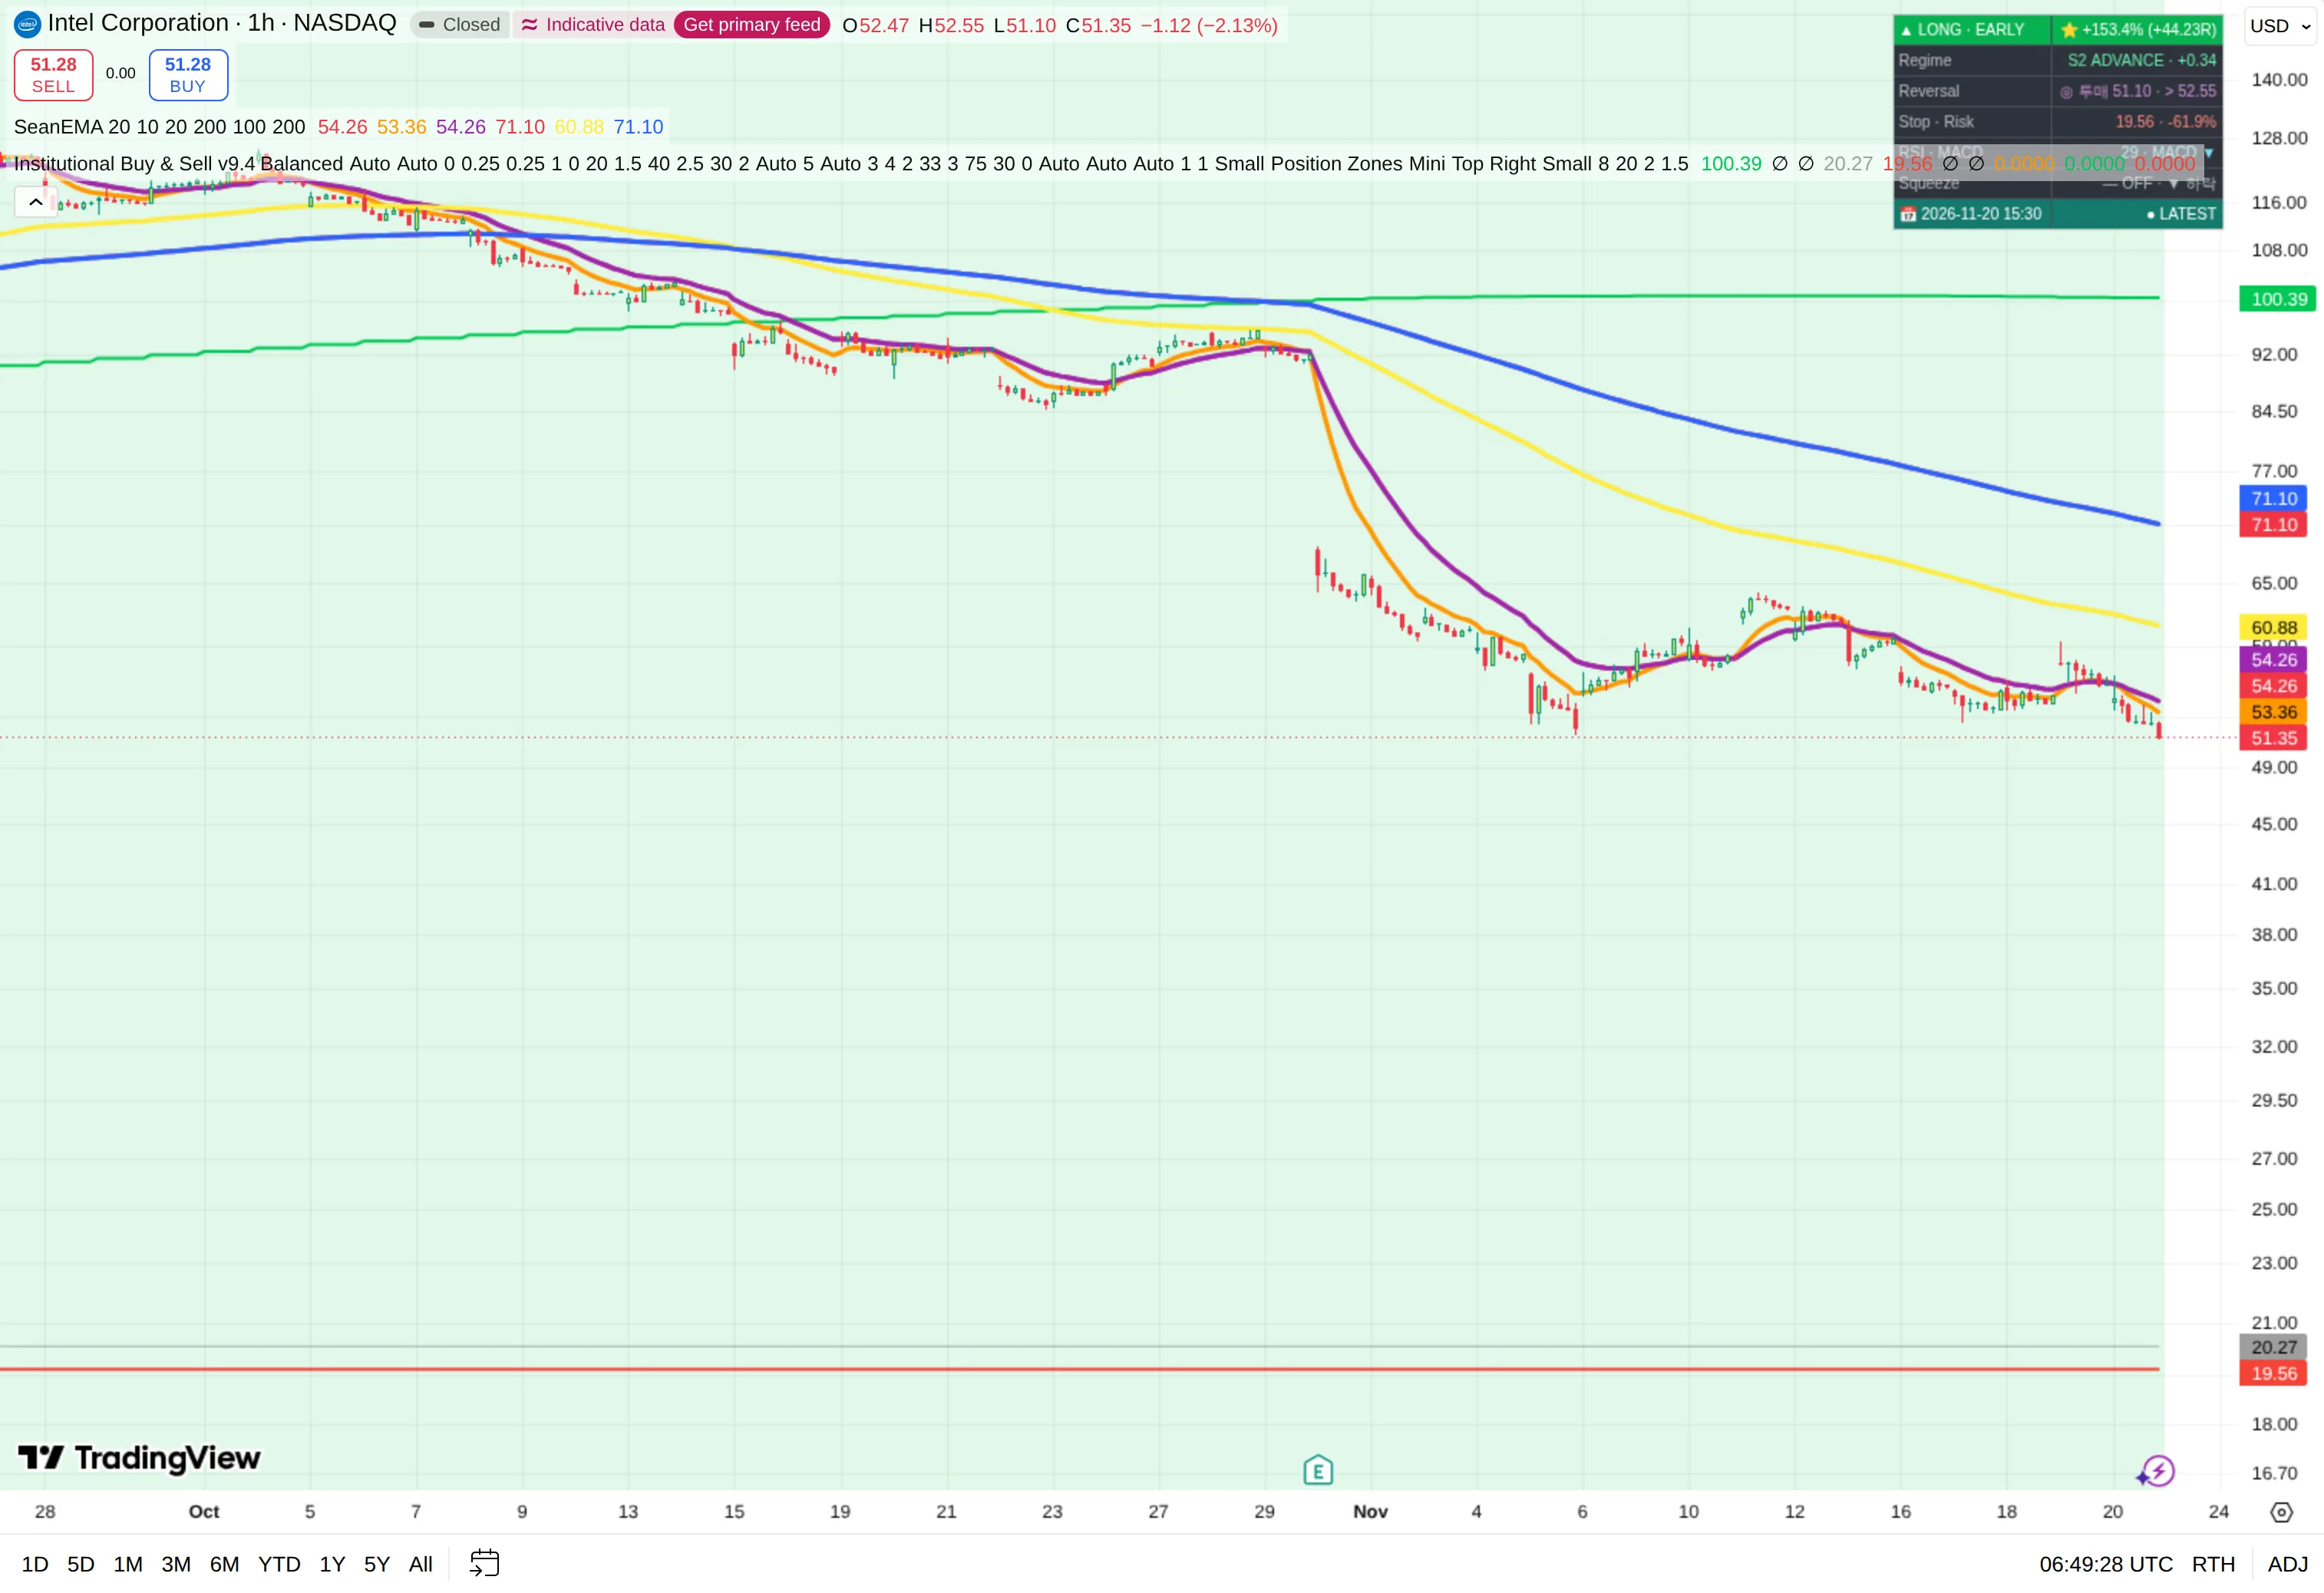 Intel Corporation · 1h · NASDAQ Closed Indicative data Get primary feed O52.47 H52.55 L51.10 C51.35 −1.12 (−2.13%)
51.28 SELL
0.00
51.28 BUY
SeanEMA 20 10 20 200 100 200 54.26 53.36 54.26 71.10 60.88 71.10
Institutional Buy & Sell v9.4 Balanced Auto Auto 0 0.25 0.25 1 0 20 1.5 40 2.5 30 2 Auto 5 Auto 3 4 2 33 3 75 30 0 Auto Auto Auto 1 1 Small Position Zones Mini Top Right Small 8 20 2 1.5 100.39 ∅ ∅ 20.27 19.56 ∅ ∅ 0.0000 0.0000 0.0000
▲ LONG · EARLY ⭐ +153.4% (+44.23R)
Regime S2 ADVANCE · +0.34
Reversal ◎ 투매 51.10 · > 52.55
Stop · Risk 19.56 · -61.9%
RSI · MACD 29 · MACD ▼
Squeeze — OFF · ▼ 하락
📅 2026-11-20 15:30 ● LATEST
USD
140.00
128.00
116.00
108.00
100.39
92.00
84.50
77.00
71.10
71.10
65.00
60.88
54.26
54.26
53.36
51.35
49.00
45.00
41.00
38.00
35.00
32.00
29.50
27.00
25.00
23.00
21.00
20.27
19.56
18.00
16.70
TradingView
E
28 Oct 5 7 9 13 15 19 21 23 27 29 Nov 4 6 10 12 16 18 20 24
1D 5D 1M 3M 6M YTD 1Y 5Y All
06:49:28 UTC RTH ADJ